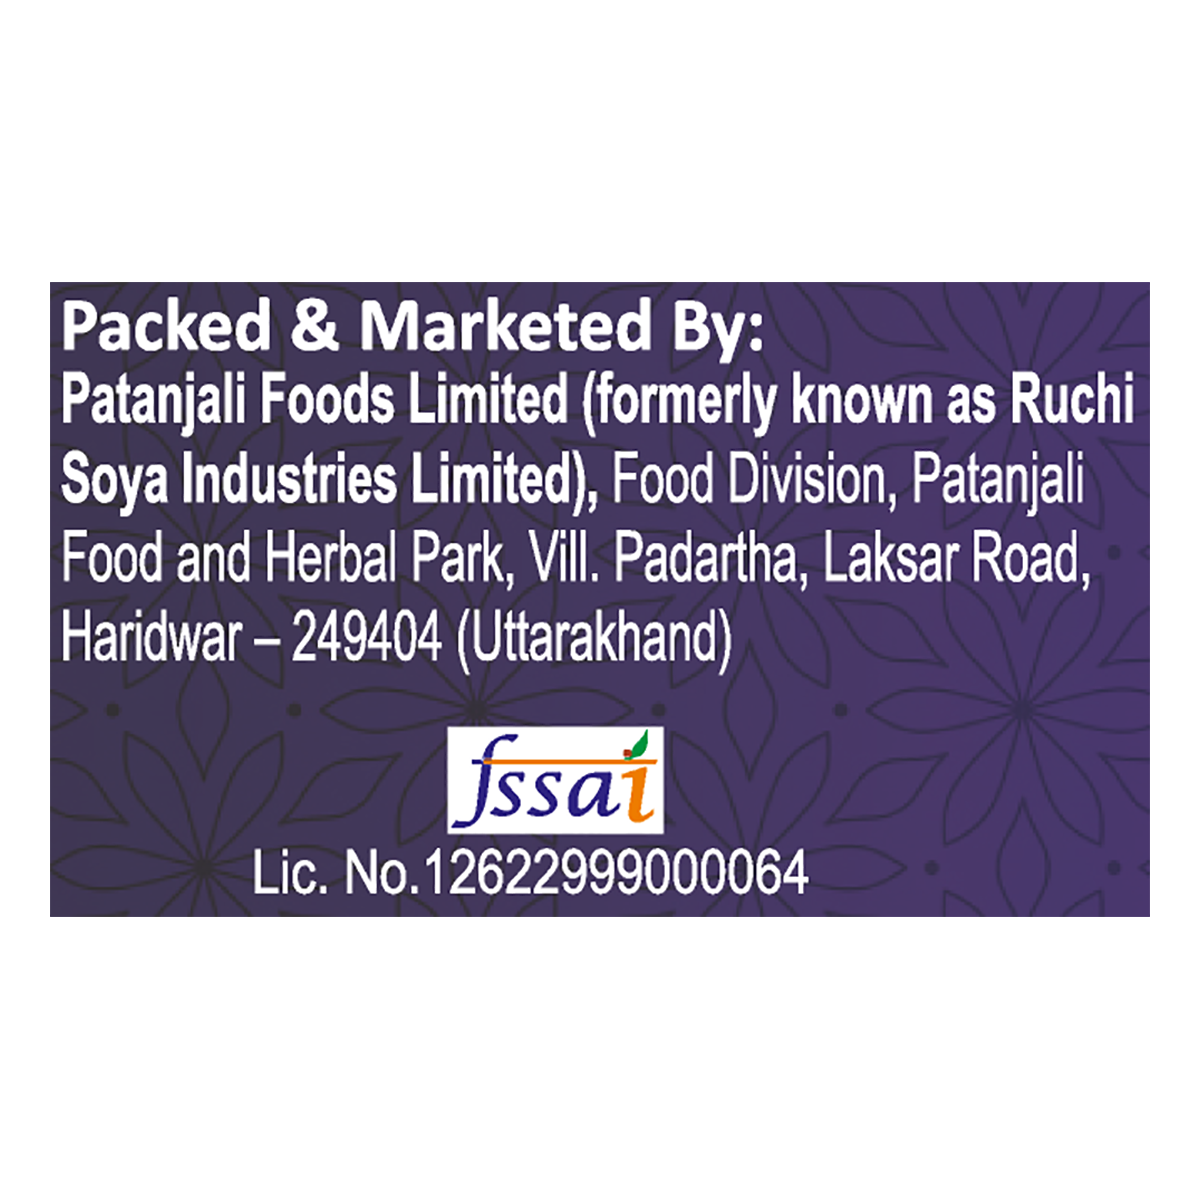 Packed & Marketed By:
Patanjali Foods Limited (formerly known as Ruchi
Soya Industries Limited), Food Division, Patanjali
Food and Herbal Park, Vill. Padartha, Laksar Road,
Haridwar – 249404 (Uttarakhand)
fssai
Lic. No.12622999000064